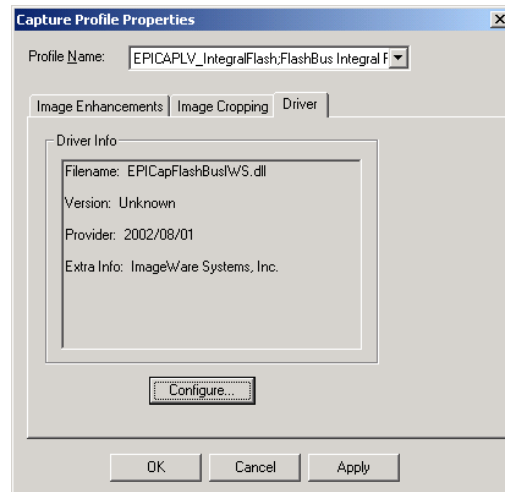 Capture Profile Properties
Profile Name: EPICAPLV_IntegralFlash;FlashBus Integral F
Image Enhancements Image Cropping Driver
Driver Info
Filename: EPICapFlashBusIWS.dll
Version: Unknown
Provider: 2002/08/01
Extra Info: ImageWare Systems, Inc.
Configure...
OK Cancel Apply